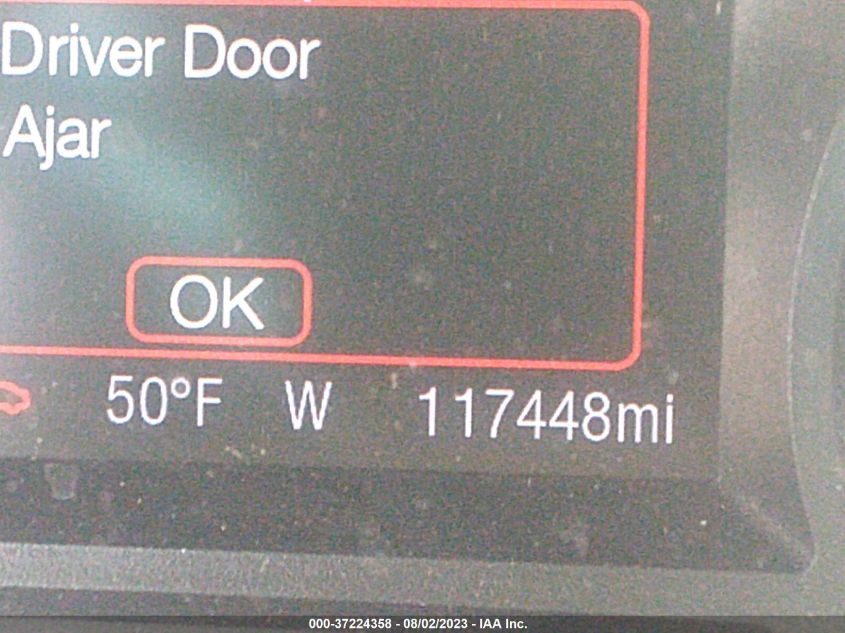 Driver Door
Ajar
OK
50°F W 117448mi
000-37224358 - 08/02/2023 - IAA Inc.